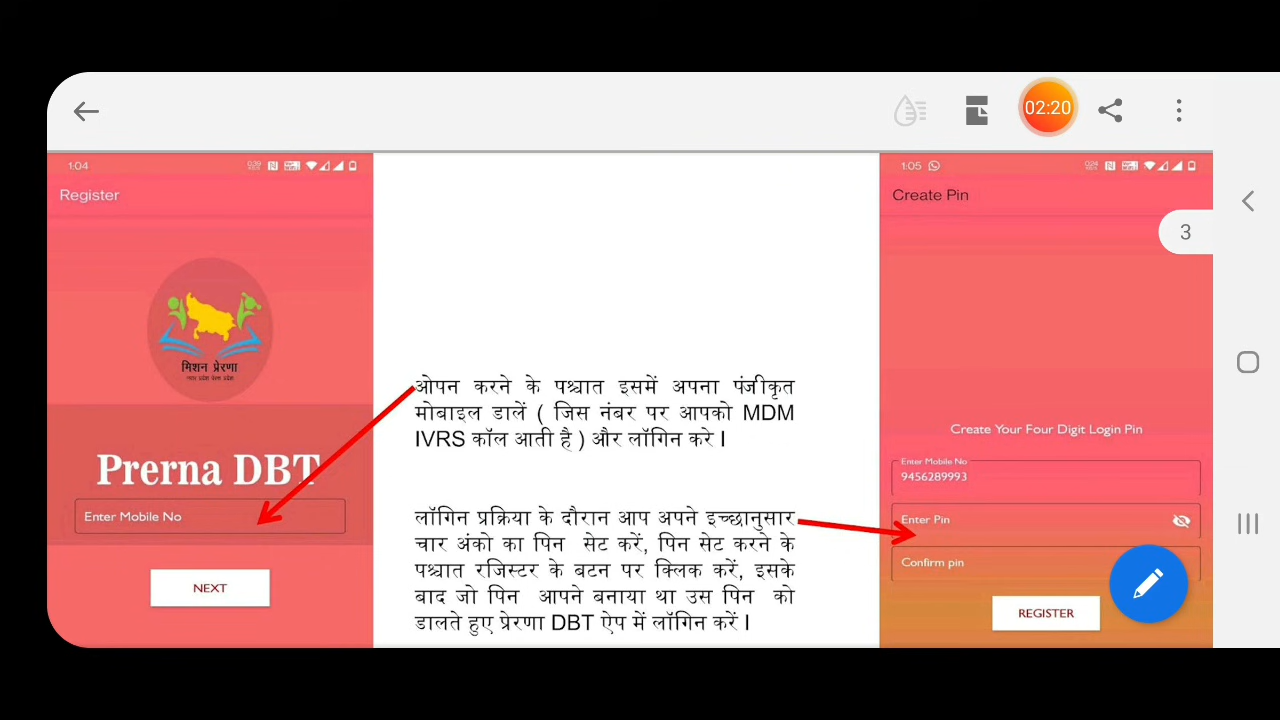 02:20
1:04
Register
मिशन प्रेरणा
Prerna DBT
Enter Mobile No
NEXT
ओपन करने के पश्चात इसमें अपना पंजीकृत
मोबाइल डालें ( जिस नंबर पर आपको MDM
IVRS कॉल आती है ) और लॉगिन करे I
लॉगिन प्रक्रिया के दौरान आप अपने इच्छानुसार
चार अंको का पिन सेट करें, पिन सेट करने के
पश्चात रजिस्टर के बटन पर क्लिक करें, इसके
बाद जो पिन आपने बनाया था उस पिन को
डालते हुए प्रेरणा DBT ऐप में लॉगिन करें I
1:05
Create Pin
3
Create Your Four Digit Login Pin
Enter Mobile No
9456289993
Enter Pin
Confirm pin
REGISTER